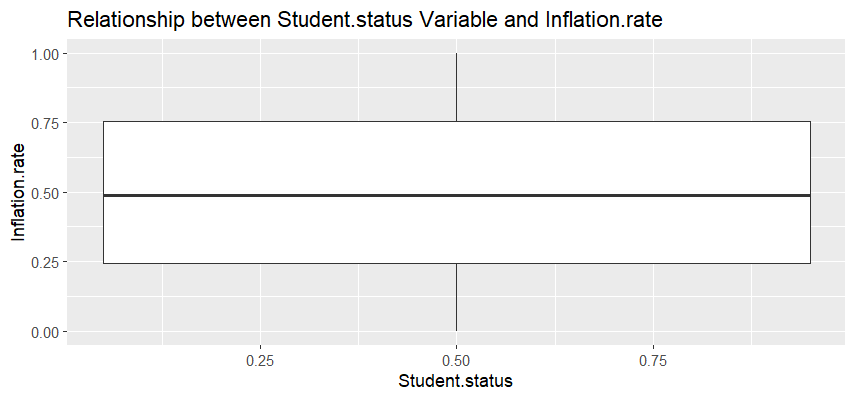 Relationship between Student.status Variable and Inflation.rate
1.00
0.75
0.50
0.25
0.00
Inflation.rate
0.25 0.50 0.75
Student.status